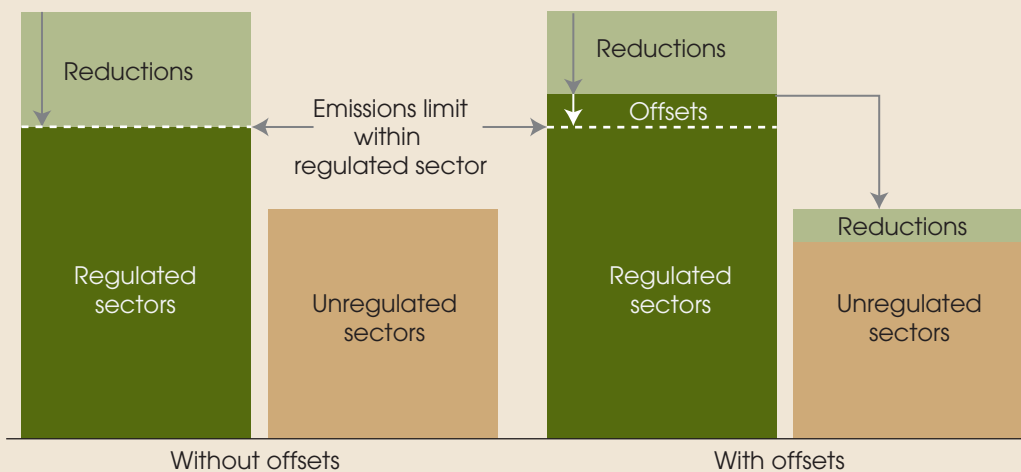 Reductions
Emissions limit
within
regulated sector
Regulated
sectors
Unregulated
sectors
Without offsets
Reductions
Offsets
Regulated
sectors
Reductions
Unregulated
sectors
With offsets